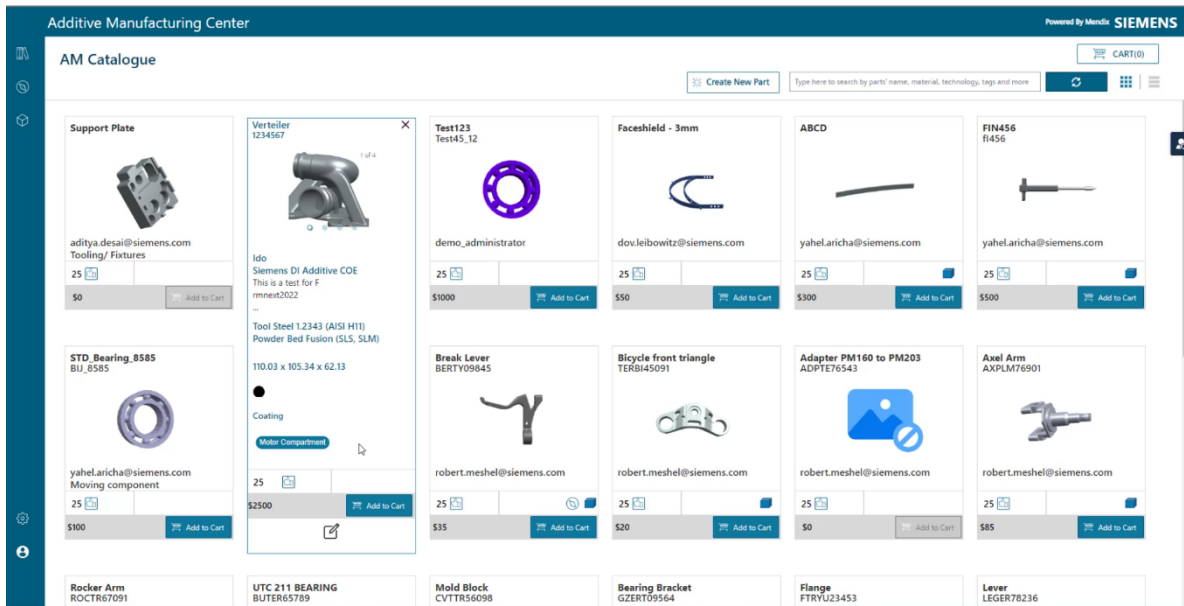 Additive Manufacturing Center
Powered By Mendix SIEMENS
AM Catalogue
CART(0)
Create New Part
Type here to search by parts' name, material, technology, tags and more
Support Plate
aditya.desai@siemens.com
Tooling/ Fixtures
25
$0
Add to Cart
Verteiler
1234567
1 of 4
Ido
Siemens DI Additive COE
This is a test for F
rmnext2022
...
Tool Steel 1.2343 (AISI H11)
Powder Bed Fusion (SLS, SLM)
110.03 x 105.34 x 62.13
Coating
Motor Compartment
25
$2500
Add to Cart
Test123
Test45_12
demo_administrator
25
$1000
Add to Cart
Faceshield - 3mm
dov.leibowitz@siemens.com
25
$50
Add to Cart
ABCD
yahel.aricha@siemens.com
25
$300
Add to Cart
FIN456
fI456
yahel.aricha@siemens.com
25
$500
Add to Cart
STD_Bearing_8585
BIJ_8585
yahel.aricha@siemens.com
Moving component
25
$100
Add to Cart
Break Lever
BERTY09845
robert.meshel@siemens.com
25
$35
Add to Cart
Bicycle front triangle
TERBI45091
robert.meshel@siemens.com
25
$20
Add to Cart
Adapter PM160 to PM203
ADPTE76543
robert.meshel@siemens.com
25
$0
Add to Cart
Axel Arm
AXPLM76901
robert.meshel@siemens.com
25
$85
Add to Cart
Rocker Arm
ROCTR67091
UTC 211 BEARING
BUTER65789
Mold Block
CVTTR56098
Bearing Bracket
GZERT09564
Flange
FTRYU23453
Lever
LEGER78236